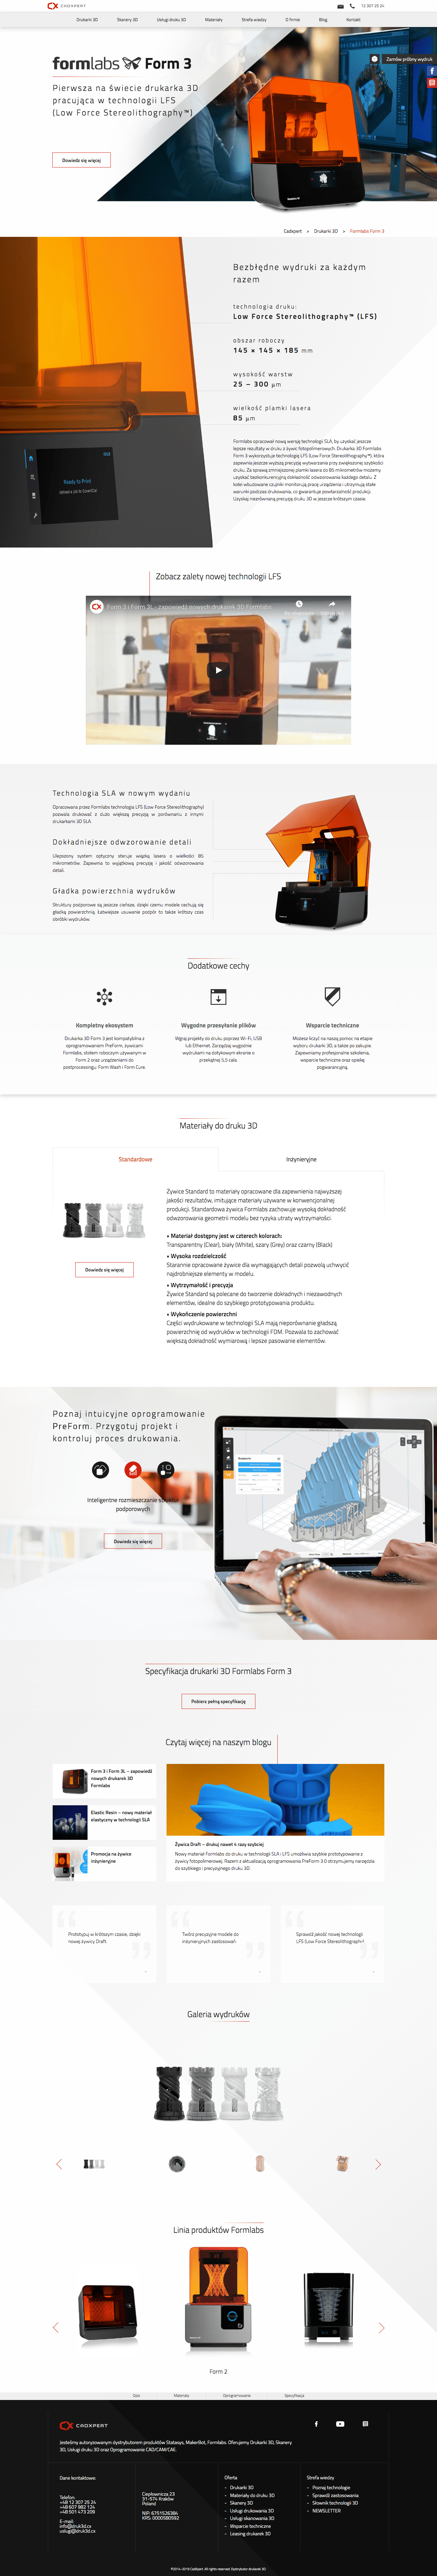 CADXPERT
12 307 25 24
Drukarki 3D Skanery 3D Usługi druku 3D Materiały Strefa wiedzy O firmie Blog Kontakt
formlabs Form 3
Zamów próbny wydruk
Pierwsza na świecie drukarka 3D
pracująca w technologii LFS
(Low Force Sterolithography™)
Dowiedz się więcej
Cadxpert > Drukarki 3D > Formlabs Form 3
Bezbłędne wydruki za każdym
razem
technologia druku:
Low Force Stereolithography™ (LFS)
obszar roboczy
145 × 145 × 185 mm
wysokość warstw
25 – 300 μm
wielkość plamki lasera
85 μm
Ready to Print
Formlabs opracował nową wersję technologii SLA, by uzyskać jeszcze
lepsze rezultaty w druku z żywic fotopolimerowych. Drukarka 3D Formlabs
Form 3 wykorzystuje technologię LFS (Low Force Sterolithography™), która
zapewnia jeszcze wyższą precyzję wytwarzania przy zwiększonej szybkości
druku. Za sprawą zmniejszonej plamki lasera do 85 mikrometrów możemy
uzyskać bezkonkurencyjną dokładność odwzorowania każdego detalu. Z
kolei wbudowane czujniki monitorują pracę urządzenia i utrzymują stałe
warunki podczas drukowania, co gwarantuje powtarzalność produkcji.
Uzyskaj niezawodną precyzję druku 3D w jeszcze krótszym czasie.
Zobacz zalety nowej technologii LFS
Form 3 i Form 3L - zapowiedź nowych drukarek 3D Formlabs
Technologia SLA w nowym wydaniu
Opracowana przez Formlabs technologia LFS (Low Force Stereolithography)
pozwala drukować z dużo większą precyzją w porównaniu z innymi
drukarkami 3D SLA.
Dokładniejsze odwzorowanie detali
Ulepszony system optyczny steruje wiązką lasera o wielkości 85
mikrometrów. Zapewnia to wyjątkową precyzję i jakość odwzorowania
detali.
Gładka powierzchnia wydruków
Struktury podporowe są jeszcze cieńsze, dzięki czemu modele cechują się
gładką powierzchnią. Łatwiejsze usuwanie podpór to także krótszy czas
obróbki wydruków.
Dodatkowe cechy
Kompletny ekosystem
Drukarka 3D Form 3 jest kompatybilna z
oprogramowaniem PreForm, żywicami
Formlabs, stołem roboczym używanym w
Form 2 oraz urządzeniami do
postprocessingu: Form Wash i Form Cure.
Wygodne przesyłanie plików
Wgraj projekty do druku poprzez Wi-Fi, USB
lub Ethernet. Zarządzaj wygodnie
wydrukami na dotykowym ekranie o
przekątnej 5,5 cala.
Wsparcie techniczne
Możesz liczyć na naszą pomoc na etapie
wyboru drukarki 3D, a także po zakupie.
Zapewniamy profesjonalne szkolenia,
wsparcie techniczne oraz opiekę
pogwarancyjną.
Materiały do druku 3D
Standardowe Inżynieryjne
Żywice Standard to materiały opracowane dla zapewnienia najwyższej
jakości rezultatów, imitujące materiały używane w konwencjonalnej
produkcji. Standardowa żywica Formlabs zachowuje wysoką dokładność
odwzorowania geometrii modelu bez ryzyka utraty wytrzymałości.
• Materiał dostępny jest w czterech kolorach:
Transparentny (Clear), biały (White), szary (Grey) oraz czarny (Black)
• Wysoka rozdzielczość
Starannie opracowane żywice dla wymagających detali pozwolą uchwycić
najdrobniejsze elementy w modelu.
• Wytrzymałość i precyzja
Żywice Standard są polecane do tworzenie dokładnych i niezawodnych
elementów, idealne do szybkiego prototypowania produktu.
• Wykończenie powierzchni
Części wydrukowane w technologii SLA mają nieporównanie gładszą
powierzchnię od wydruków w technologii FDM. Pozwala to zachować
większą dokładność wymiarową i lepsze pasowanie elementów.
Dowiedz się więcej
Poznaj intuicyjne oprogramowanie
PreForm. Przygotuj projekt i
kontroluj proces drukowania.
Inteligentne rozmieszczanie struktur
podporowych
Dowiedz się więcej
Specyfikacja drukarki 3D Formlabs Form 3
Pobierz pełną specyfikację
Czytaj więcej na naszym blogu
Form 3 i Form 3L – zapowiedź
nowych drukarek 3D
Formlabs
Elastic Resin – nowy materiał
elastyczny w technologii SLA
Promocja na żywice
inżynieryjne
Żywica Draft – drukuj nawet 4 razy szybciej
Nowy materiał Formlabs do druku w technologii SLA i LFS umożliwia szybkie prototypowanie z
żywicy fotopolimerowej. Razem z aktualizacją oprogramowania PreForm 3.0 otrzymujemy narzędzia
do szybkiego i precyzyjnego druku 3D.
Prototypuj w krótszym czasie, dzięki
nowej żywicy Draft.
Twórz precyzyjne modele do
inżynieryjnych zastosowań.
Sprawdź jakość nowej technologii
LFS (Low Force Stereolithography)
Galeria wydruków
Linia produktów Formlabs
Form 2
Opis Materiały Oprogramowanie Specyfikacja
CADXPERT
Jesteśmy autoryzowanym dystrybutorem produktów Stratasys, MakerBot, Formlabs. Oferujemy Drukarki 3D, Skanery
3D, Usługi druku 3D oraz Oprogramowanie CAD/CAM/CAE.
Dane kontaktowe:
Telefon:
+48 12 307 25 24
+48 607 982 124
+48 501 473 209
E-mail:
info@druk3d.cx
uslugi@druk3d.cx
Ciepłownicza 23
31-574 Kraków
Poland
NIP: 6751526384
KRS: 0000580592
Oferta
Drukarki 3D
Materiały do druku 3D
Skanery 3D
Usługi drukowania 3D
Usługi skanowania 3D
Wsparcie techniczne
Leasing drukarek 3D
Strefa wiedzy
Poznaj technologie
Sprawdź zastosowania
Słownik technologii 3D
NEWSLETTER
©2014-2019 CadXpert. All rights reserved. Dystrybutor drukarek 3D